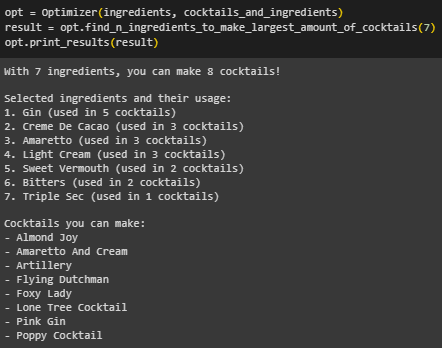 opt = Optimizer(ingredients, cocktails_and_ingredients)
result = opt.find_n_ingredients_to_make_largest_amount_of_cocktails(7)
opt.print_results(result)
With 7 ingredients, you can make 8 cocktails!
Selected ingredients and their usage:
1. Gin (used in 5 cocktails)
2. Creme De Cacao (used in 3 cocktails)
3. Amaretto (used in 3 cocktails)
4. Light Cream (used in 3 cocktails)
5. Sweet Vermouth (used in 2 cocktails)
6. Bitters (used in 2 cocktails)
7. Triple Sec (used in 1 cocktails)
Cocktails you can make:
- Almond Joy
- Amaretto And Cream
- Artillery
- Flying Dutchman
- Foxy Lady
- Lone Tree Cocktail
- Pink Gin
- Poppy Cocktail